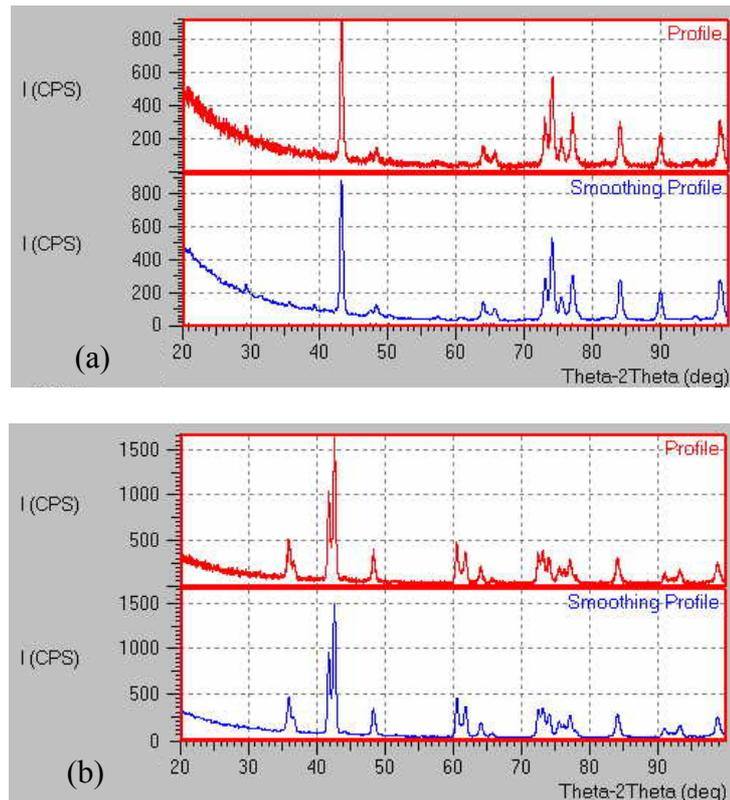 Profile
800
600
I (CPS)
400
200
Smoothing Profile
800
600
I (CPS)
400
200
0
20 30 40 50 60 70 80 90
Theta-2Theta (deg)
(a)
Profile
1500
1000
I (CPS)
500
Smoothing Profile
1500
1000
I (CPS)
500
0
20 30 40 50 60 70 80 90
Theta-2Theta (deg)
(b)